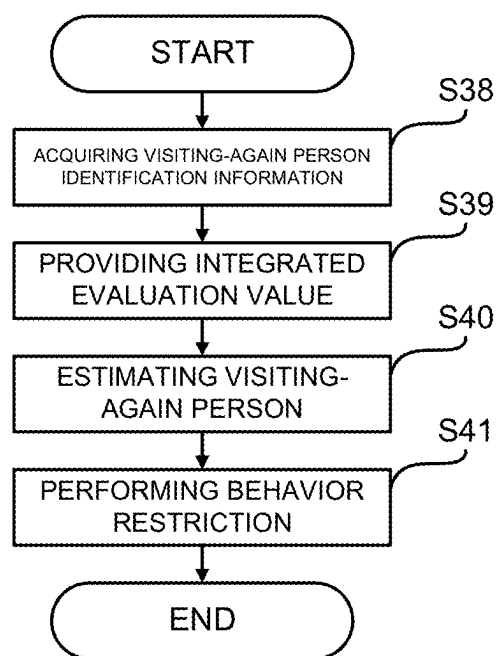 START
S38
ACQUIRING VISITING-AGAIN PERSON
IDENTIFICATION INFORMATION
S39
PROVIDING INTEGRATED
EVALUATION VALUE
S40
ESTIMATING VISITING-
AGAIN PERSON
S41
PERFORMING BEHAVIOR
RESTRICTION
END